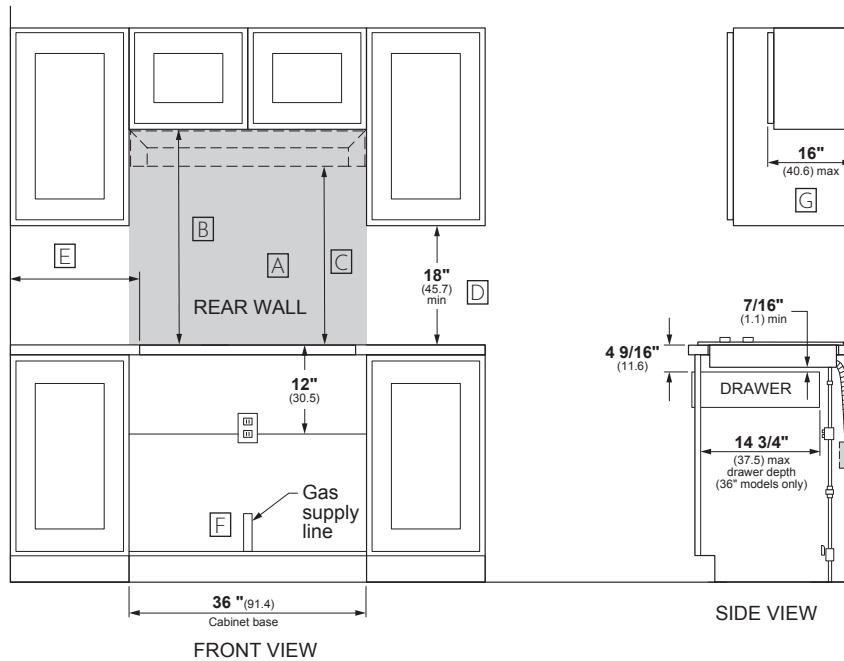 16"
(40.6) max
G
B
E
A
C
18"
(45.7)
min
D
REAR WALL
7/16"
(1.1) min
4 9/16"
(11.6)
12"
(30.5)
DRAWER
14 3/4"
(37.5) max
drawer depth
(36" models only)
Gas
supply
line
F
36 "(91.4)
Cabinet base
SIDE VIEW
FRONT VIEW